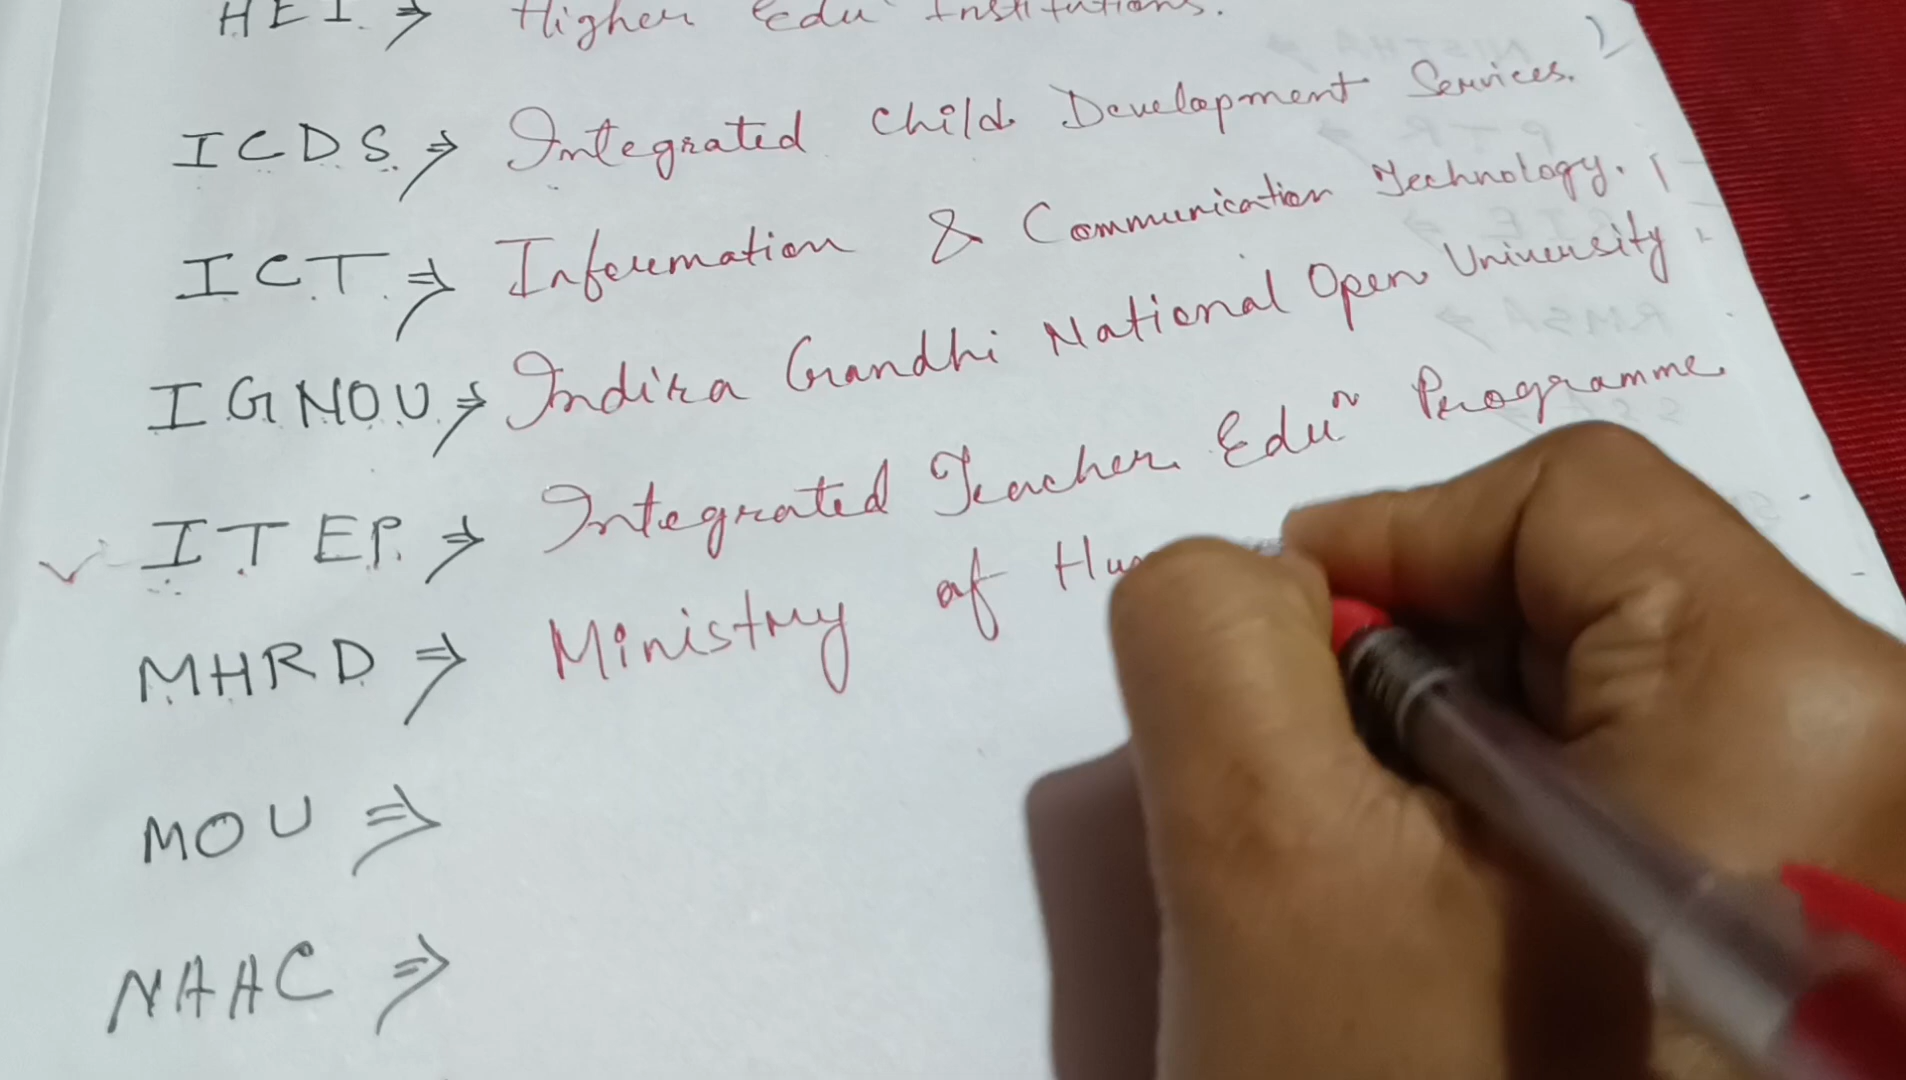 HEI. ⇒ Higher Edu Institutions.
ICDS. ⇒ Integrated Child Development Services.
ICT. ⇒ Information & Communication Technology.
IGNOU ⇒ Indira Gandhi National Open University
ITEP. ⇒ Integrated Teacher Eduⁿ Programme
MHRD ⇒ Ministry of Hu
MOU ⇒
NAAC ⇒